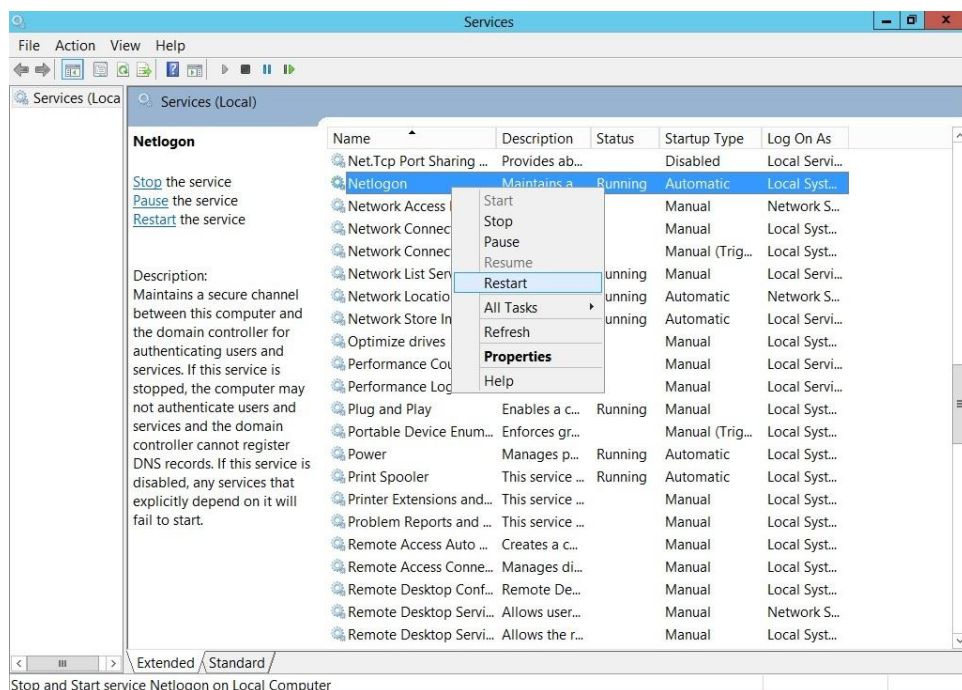 Services
File Action View Help
Services (Loca
Services (Local)
Netlogon
Stop the service
Pause the service
Restart the service
Description:
Maintains a secure channel
between this computer and
the domain controller for
authenticating users and
services. If this service is
stopped, the computer may
not authenticate users and
services and the domain
controller cannot register
DNS records. If this service is
disabled, any services that
explicitly depend on it will
fail to start.
Name Description Status Startup Type Log On As
Net.Tcp Port Sharing ... Provides ab... Disabled Local Servi...
Netlogon Maintains a Running Automatic Local Syst...
Network Access Manual Network S...
Network Connec Manual Local Syst...
Network Connec Manual (Trig... Local Syst...
Network List Serv unning Manual Local Servi...
Network Locatio unning Automatic Network S...
Network Store In unning Automatic Local Servi...
Optimize drives Manual Local Syst...
Performance Cou Manual Local Servi...
Performance Log Manual Local Servi...
Plug and Play Enables a c... Running Manual Local Syst...
Portable Device Enum... Enforces gr... Manual (Trig... Local Syst...
Power Manages p... Running Automatic Local Syst...
Print Spooler This service ... Running Automatic Local Syst...
Printer Extensions and... This service ... Manual Local Syst...
Problem Reports and ... This service ... Manual Local Syst...
Remote Access Auto ... Creates a c... Manual Local Syst...
Remote Access Conne... Manages di... Manual Local Syst...
Remote Desktop Conf... Remote De... Manual Local Syst...
Remote Desktop Servi... Allows user... Manual Network S...
Remote Desktop Servi... Allows the r... Manual Local Syst...
Start
Stop
Pause
Resume
Restart
All Tasks
Refresh
Properties
Help
Extended Standard
Stop and Start service Netlogon on Local Computer